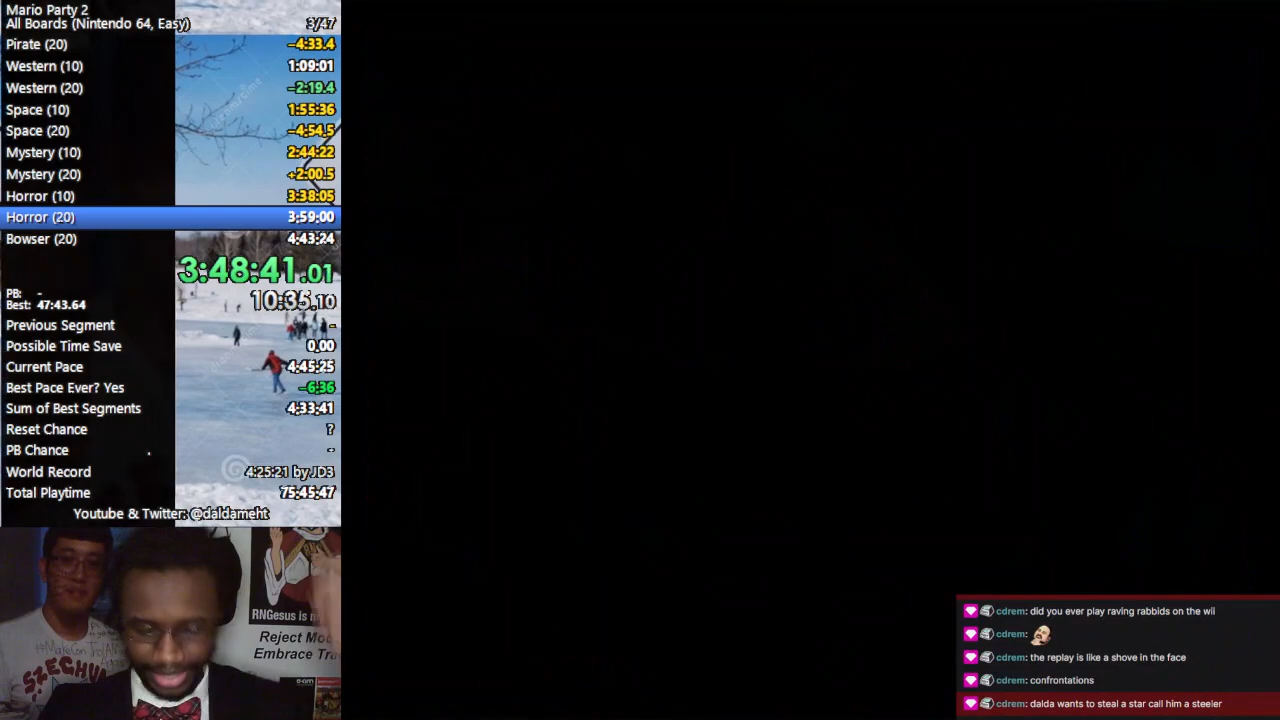 Mario Party 2
All Boards (Nintendo 64, Easy) 3/47
Pirate (20) −4:33.4
Western (10) 1:09:01
Western (20) −2:19.4
Space (10) 1:55:36
Space (20) −4:54.5
Mystery (10) 2:44:22
Mystery (20) +2:00.5
Horror (10) 3:38:05
Horror (20) 3:59:00
Bowser (20) 4:43:24
3:48:41.01
PB: -
10:35.10
Best: 47:43.64
Previous Segment -
Possible Time Save 0.00
Current Pace 4:45:25
Best Pace Ever? Yes −6:36
Sum of Best Segments 4:33:41
Reset Chance ?
PB Chance -
World Record 4:25:21 by JD3
Total Playtime 75:45:47
Youtube & Twitter: @daldameht
RNGesus is
Reject
Embrace
STECHU
cdrem: did you ever play raving rabbids on the wii
cdrem:
cdrem: the replay is like a shove in the face
cdrem: confrontations
cdrem: dalda wants to steal a star call him a steeler